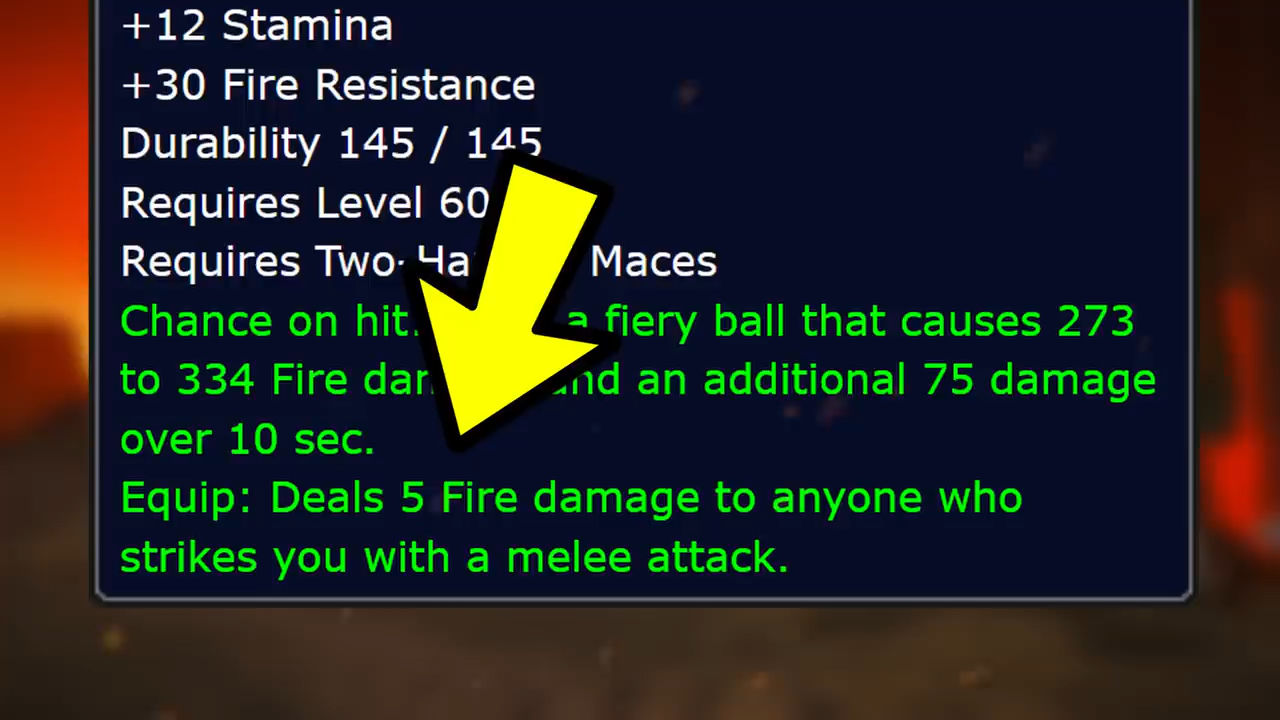 +12 Stamina
+30 Fire Resistance
Durability 145 / 145
Requires Level 60
Requires Two- Maces
Chance on hit: a fiery ball that causes 273
to 334 Fire and an additional 75 damage
over 10 sec.
Equip: Deals 5 Fire damage to anyone who
strikes you with a melee attack.